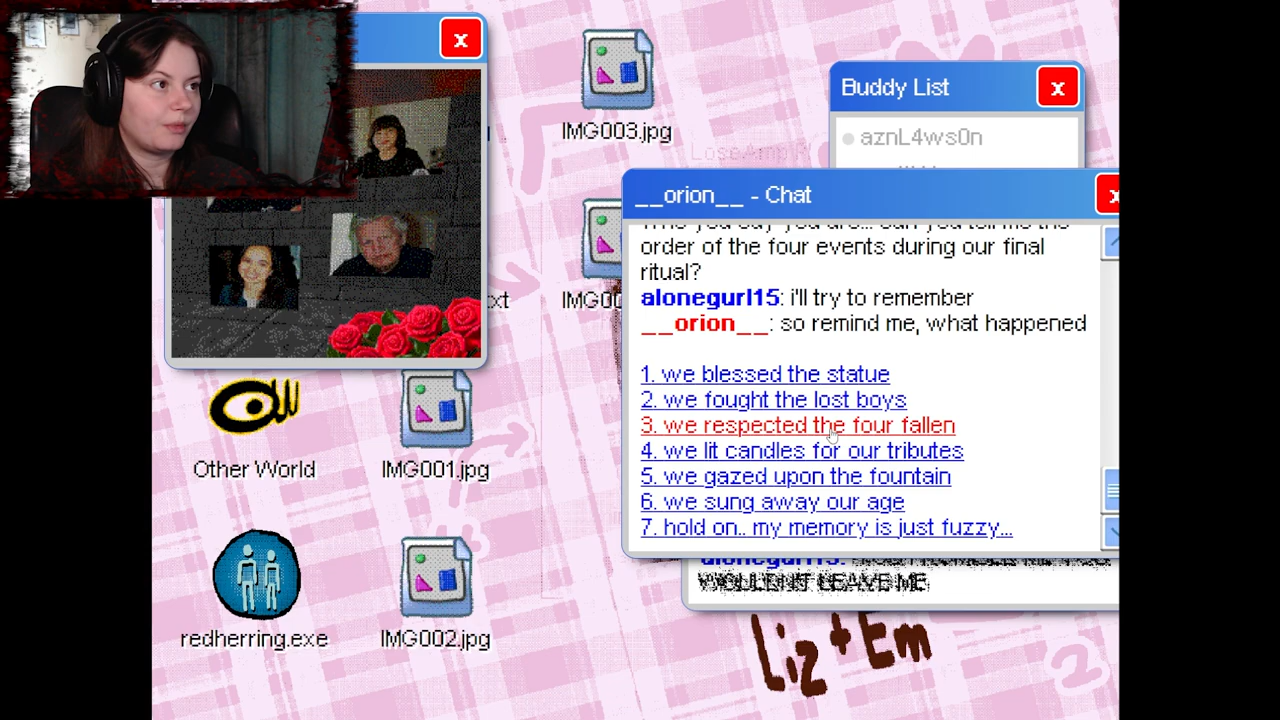 IMG003.jpg
Buddy List
aznL4ws0n
__orion__ - Chat
order of the four events during our final
ritual?
alonegurl15: i'll try to remember
__orion__: so remind me, what happened
1. we blessed the statue
2. we fought the lost boys
3. we respected the four fallen
4. we lit candles for our tributes
5. we gazed upon the fountain
6. we sung away our age
7. hold on.. my memory is just fuzzy...
Other World
IMG001.jpg
alonegurl15:
WOULDNT LEAVE ME
redherring.exe
IMG002.jpg
Liz + Em